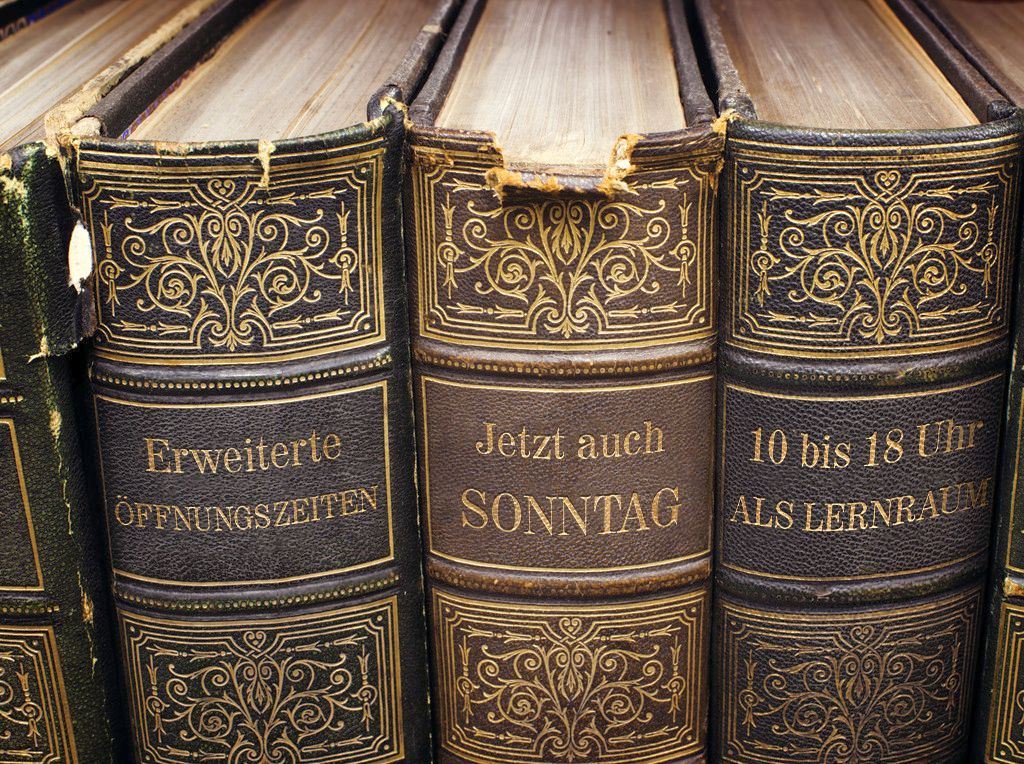 Erweiterte
ÖFFNUNGSZEITEN
Jetzt auch
SONNTAG
10 bis 18 Uhr
ALS LERNRAUM